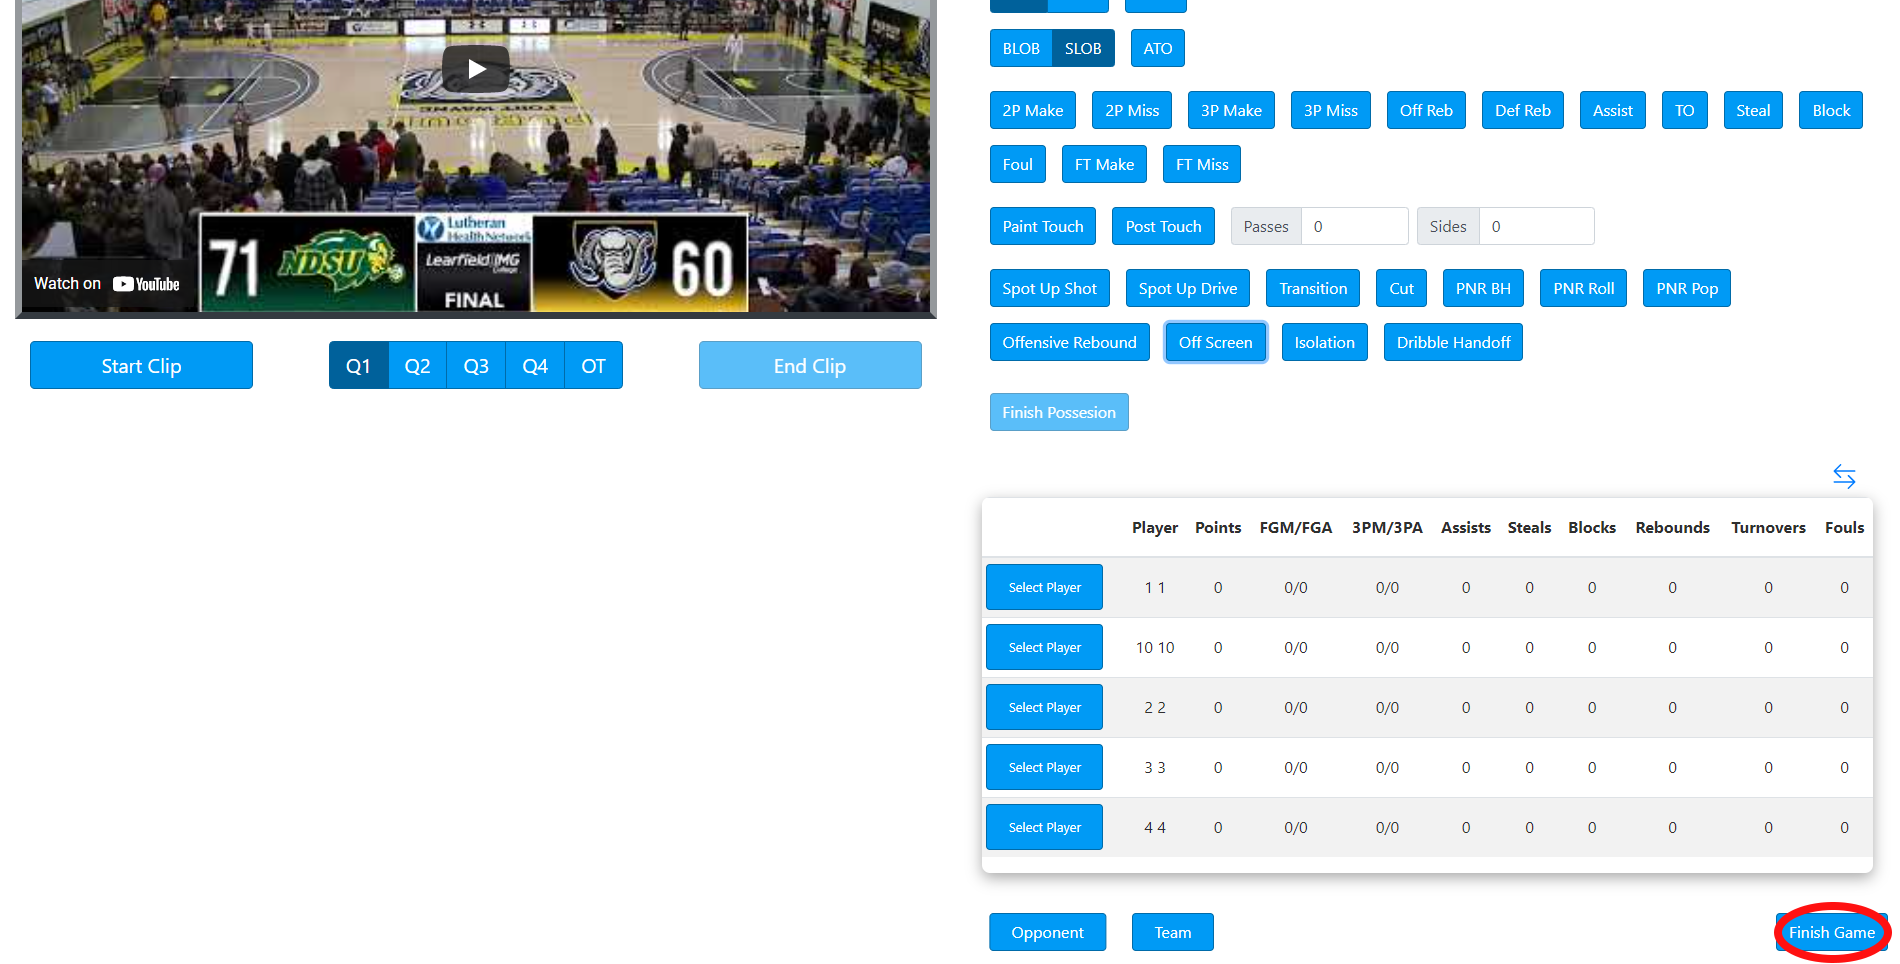 BLOB SLOB ATO
2P Make 2P Miss 3P Make 3P Miss Off Reb Def Reb Assist TO Steal Block
Foul FT Make FT Miss
Paint Touch Post Touch Passes 0 Sides 0
Spot Up Shot Spot Up Drive Transition Cut PNR BH PNR Roll PNR Pop
Offensive Rebound Off Screen Isolation Dribble Handoff
Finish Possesion
FORT WAYNE
71 NDSU
Lutheran
Health Network
Learfield IMG
College
FINAL
60
Watch on YouTube
Start Clip Q1 Q2 Q3 Q4 OT End Clip
Player Points FGM/FGA 3PM/3PA Assists Steals Blocks Rebounds Turnovers Fouls
Select Player 1 1 0 0/0 0/0 0 0 0 0 0 0
Select Player 10 10 0 0/0 0/0 0 0 0 0 0 0
Select Player 2 2 0 0/0 0/0 0 0 0 0 0 0
Select Player 3 3 0 0/0 0/0 0 0 0 0 0 0
Select Player 4 4 0 0/0 0/0 0 0 0 0 0 0
Opponent Team Finish Game